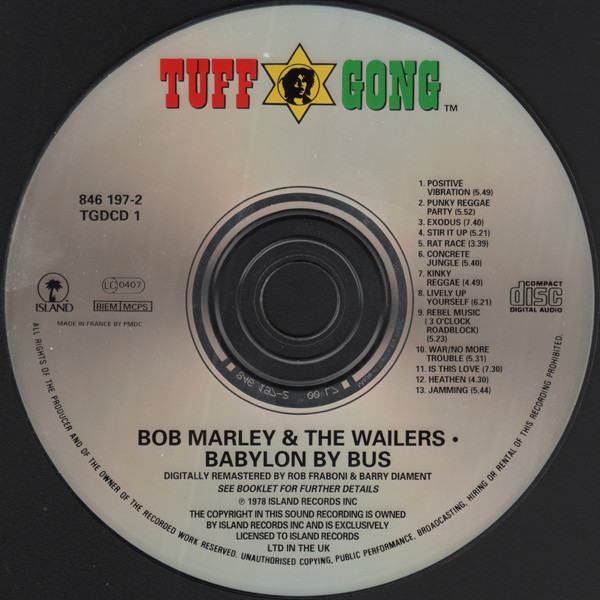 TUFF GONG TM
846 197-2
TGDCD 1
1. POSITIVE
VIBRATION (5.49)
2. PUNKY REGGAE
PARTY (5.52)
3. EXODUS (7.40)
4. STIR IT UP (5.21)
5. RAT RACE (3.39)
6. CONCRETE
JUNGLE (5.40)
7. KINKY
REGGAE (4.49)
8. LIVELY UP
YOURSELF (6.21)
9. REBEL MUSIC
( 3 O'CLOCK
ROADBLOCK)
(5.23)
10. WAR/NO MORE
TROUBLE (5.31)
11. IS THIS LOVE (7.30)
12. HEATHEN (4.30)
13. JAMMING (5.44)
ISLAND
LC 0407
BIEM MCPS
MADE IN FRANCE BY PMDC
COMPACT
disc
DIGITAL AUDIO
846 197-2
BOB MARLEY & THE WAILERS •
BABYLON BY BUS
DIGITALLY REMASTERED BY ROB FRABONI & BARRY DIAMENT
SEE BOOKLET FOR FURTHER DETAILS
℗ 1978 ISLAND RECORDS INC
THE COPYRIGHT IN THIS SOUND RECORDING IS OWNED
BY ISLAND RECORDS INC AND IS EXCLUSIVELY
LICENSED TO ISLAND RECORDS
LTD IN THE UK
ALL RIGHTS OF THE PRODUCER AND OF THE OWNER OF THE RECORDED WORK RESERVED. UNAUTHORISED COPYING, PUBLIC PERFORMANCE, BROADCASTING, HIRING OR RENTAL OF THIS RECORDING PROHIBITED.